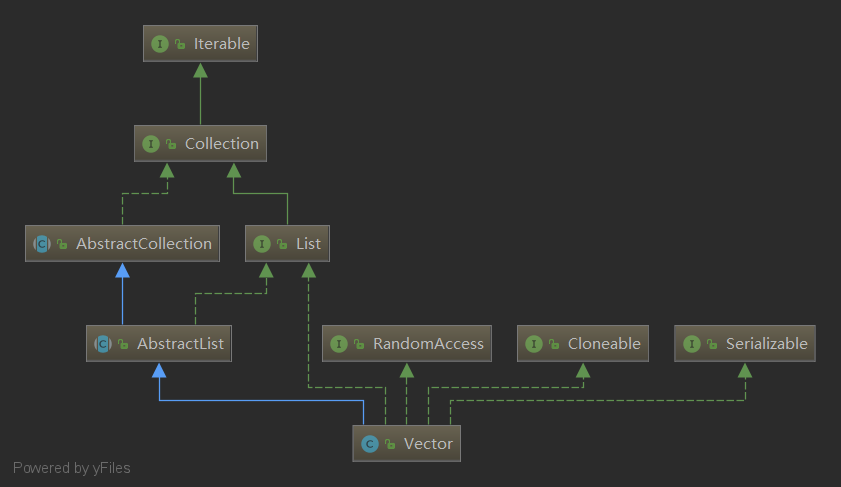 Iterable
Collection
AbstractCollection
List
AbstractList
RandomAccess
Cloneable
Serializable
Vector
Powered by yFiles